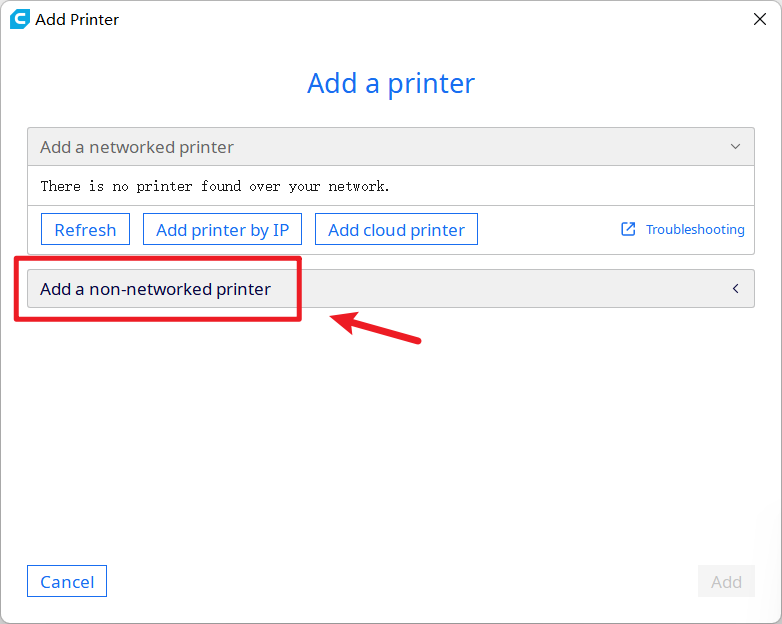 Add Printer
Add a printer
Add a networked printer
There is no printer found over your network.
Refresh Add printer by IP Add cloud printer Troubleshooting
Add a non-networked printer
Cancel Add